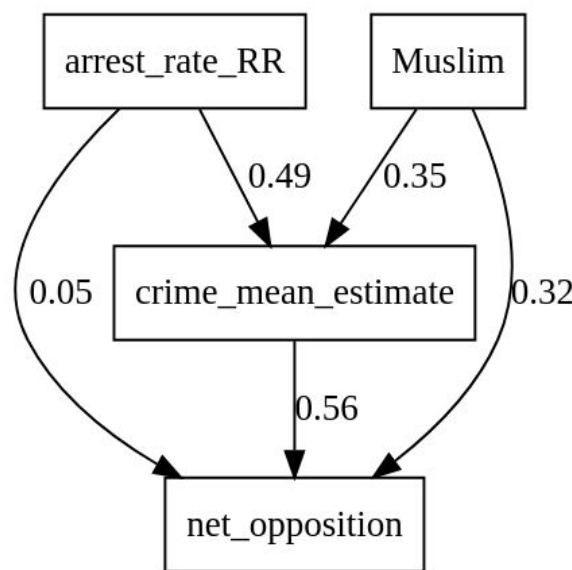 arrest_rate_RR
Muslim
0.49
0.35
0.05
crime_mean_estimate
0.32
0.56
net_opposition